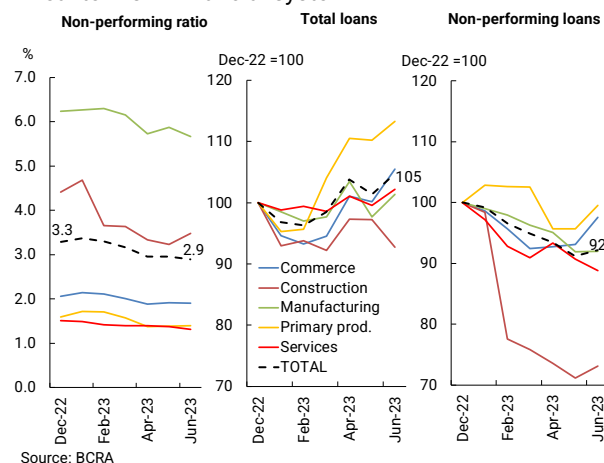 Non-performing ratio
Total loans
Non-performing loans
%
Dec-22 =100
Dec-22 =100
7.0
6.0
5.0
4.0
3.0
2.0
1.0
0.0
3.3
2.9
Dec-22
Feb-23
Apr-23
Jun-23
120
110
100
90
80
70
105
Commerce
Construction
Manufacturing
Primary prod.
Services
TOTAL
Dec-22
Feb-23
Apr-23
Jun-23
120
110
100
90
80
70
92
Dec-22
Feb-23
Apr-23
Jun-23
Source: BCRA